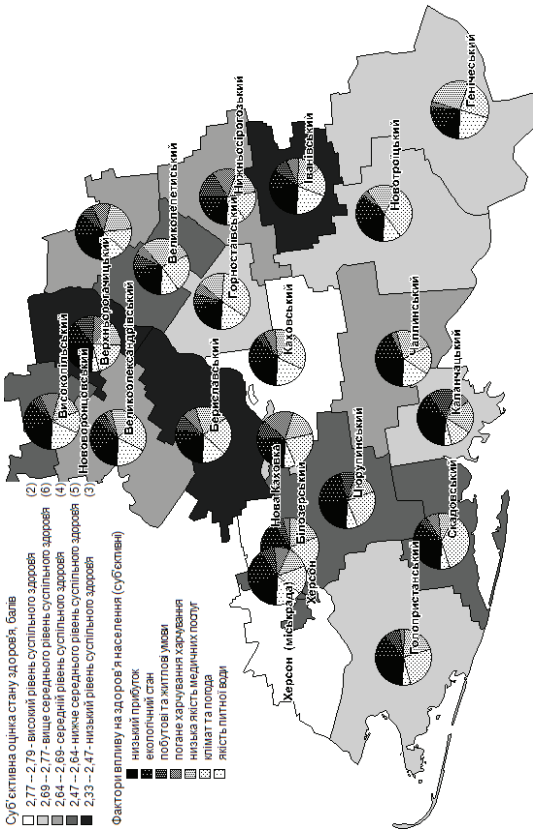 Суб'єктивна оцінка стану здоров'я, балів
2,77 – 2,79 - високий рівень суспільного здоров'я (2)
2,69 – 2,77- вище середнього рівень суспільного здоровя (6)
2,64 – 2,69- середній рівень суспільного здоровя (4)
2,47 – 2,64- нижче середнього рівень суспільного здоров'я (5)
2,33 – 2,47- низький рівень суспільного здоров'я (3)
Фактори впливу на здоров'я населення (суб'єктивні)
низький прибуток
екологічний стан
побутові та житлові умови
погане харчування харчування
низька якість медичних послуг
клімат та погода
якість питної води
Високопільський
Нововоронцовський
Верхньорогачицький
Великоолександрівський
Великолепетиський
Нижньосірогозький
Горностаївський
Іванівський
Бериславський
Каховський
Новотроїцький
Генічеський
Нова Каховка
Білозерський
Херсон (міськрада)
Херсон
Цюрупинський
Чаплинський
Каланчацький
Скадовський
Голопристанський